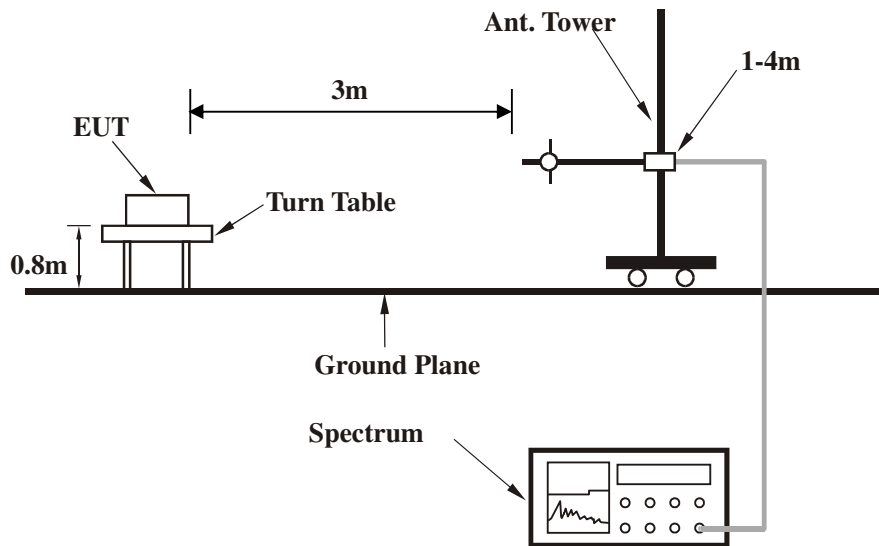 Ant. Tower
1-4m
3m
EUT
Turn Table
0.8m
Ground Plane
Spectrum